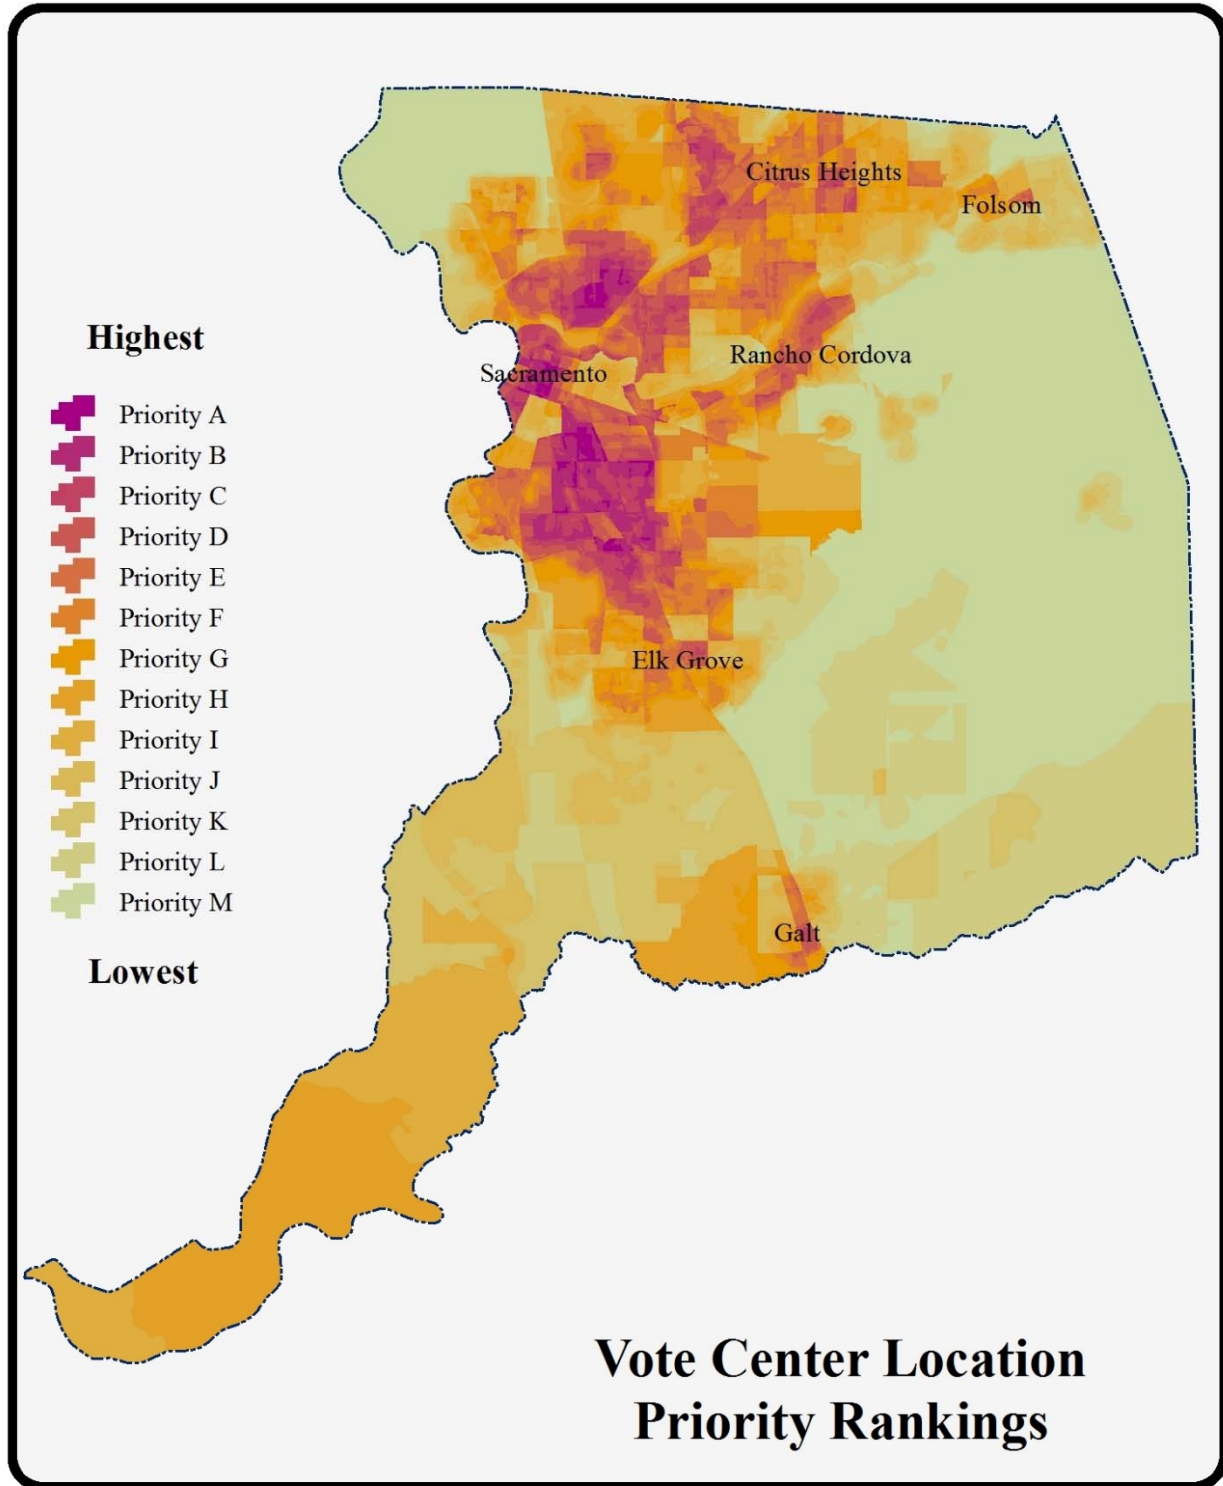 Citrus Heights
Folsom
Highest
Rancho Cordova
Sacramento
Priority A
Priority B
Priority C
Priority D
Priority E
Priority F
Priority G
Elk Grove
Priority H
Priority I
Priority J
Priority K
Priority L
Priority M
Galt
Lowest
Vote Center Location
Priority Rankings